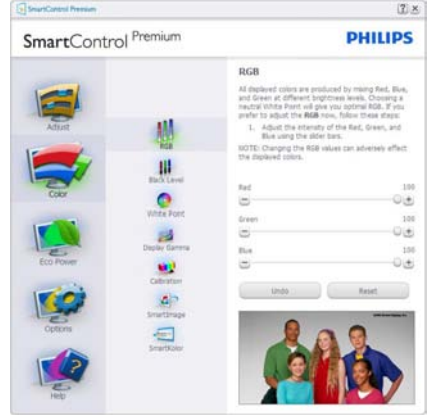 SmartControl Premium
SmartControl Premium
PHILIPS
Adjust
Color
Eco Power
Options
Help
RGB
Black Level
White Point
Display Gamma
Calibration
SmartImage
SmartKolor
RGB
All displayed colors are produced by mixing Red, Blue,
and Green at different brightness levels. Choosing a
neutral White Point will give you optimal RGB. If you
prefer to adjust the RGB now, follow these steps:
1. Adjust the intensity of the Red, Green, and
Blue using the slider bars.
NOTE: Changing the RGB values can adversely effect
the displayed colors.
Red 100
Green 100
Blue 100
Undo Reset